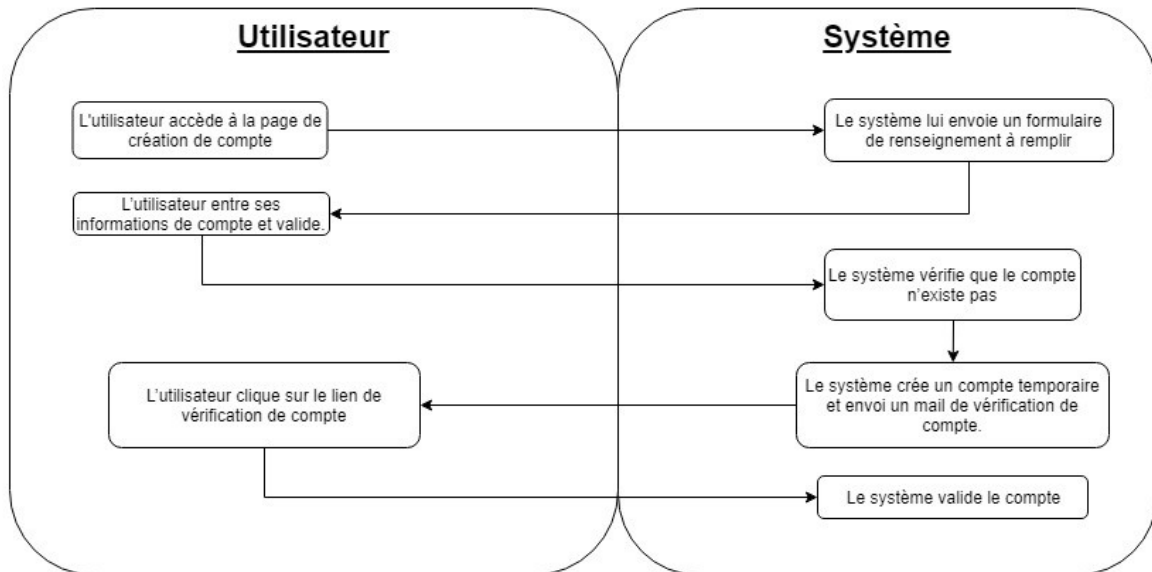 Utilisateur
Système
L'utilisateur accède à la page de
création de compte
Le système lui envoie un formulaire
de renseignement à remplir
L'utilisateur entre ses
informations de compte et valide.
Le système vérifie que le compte
n'existe pas
L'utilisateur clique sur le lien de
vérification de compte
Le système crée un compte temporaire
et envoi un mail de vérification de
compte.
Le système valide le compte